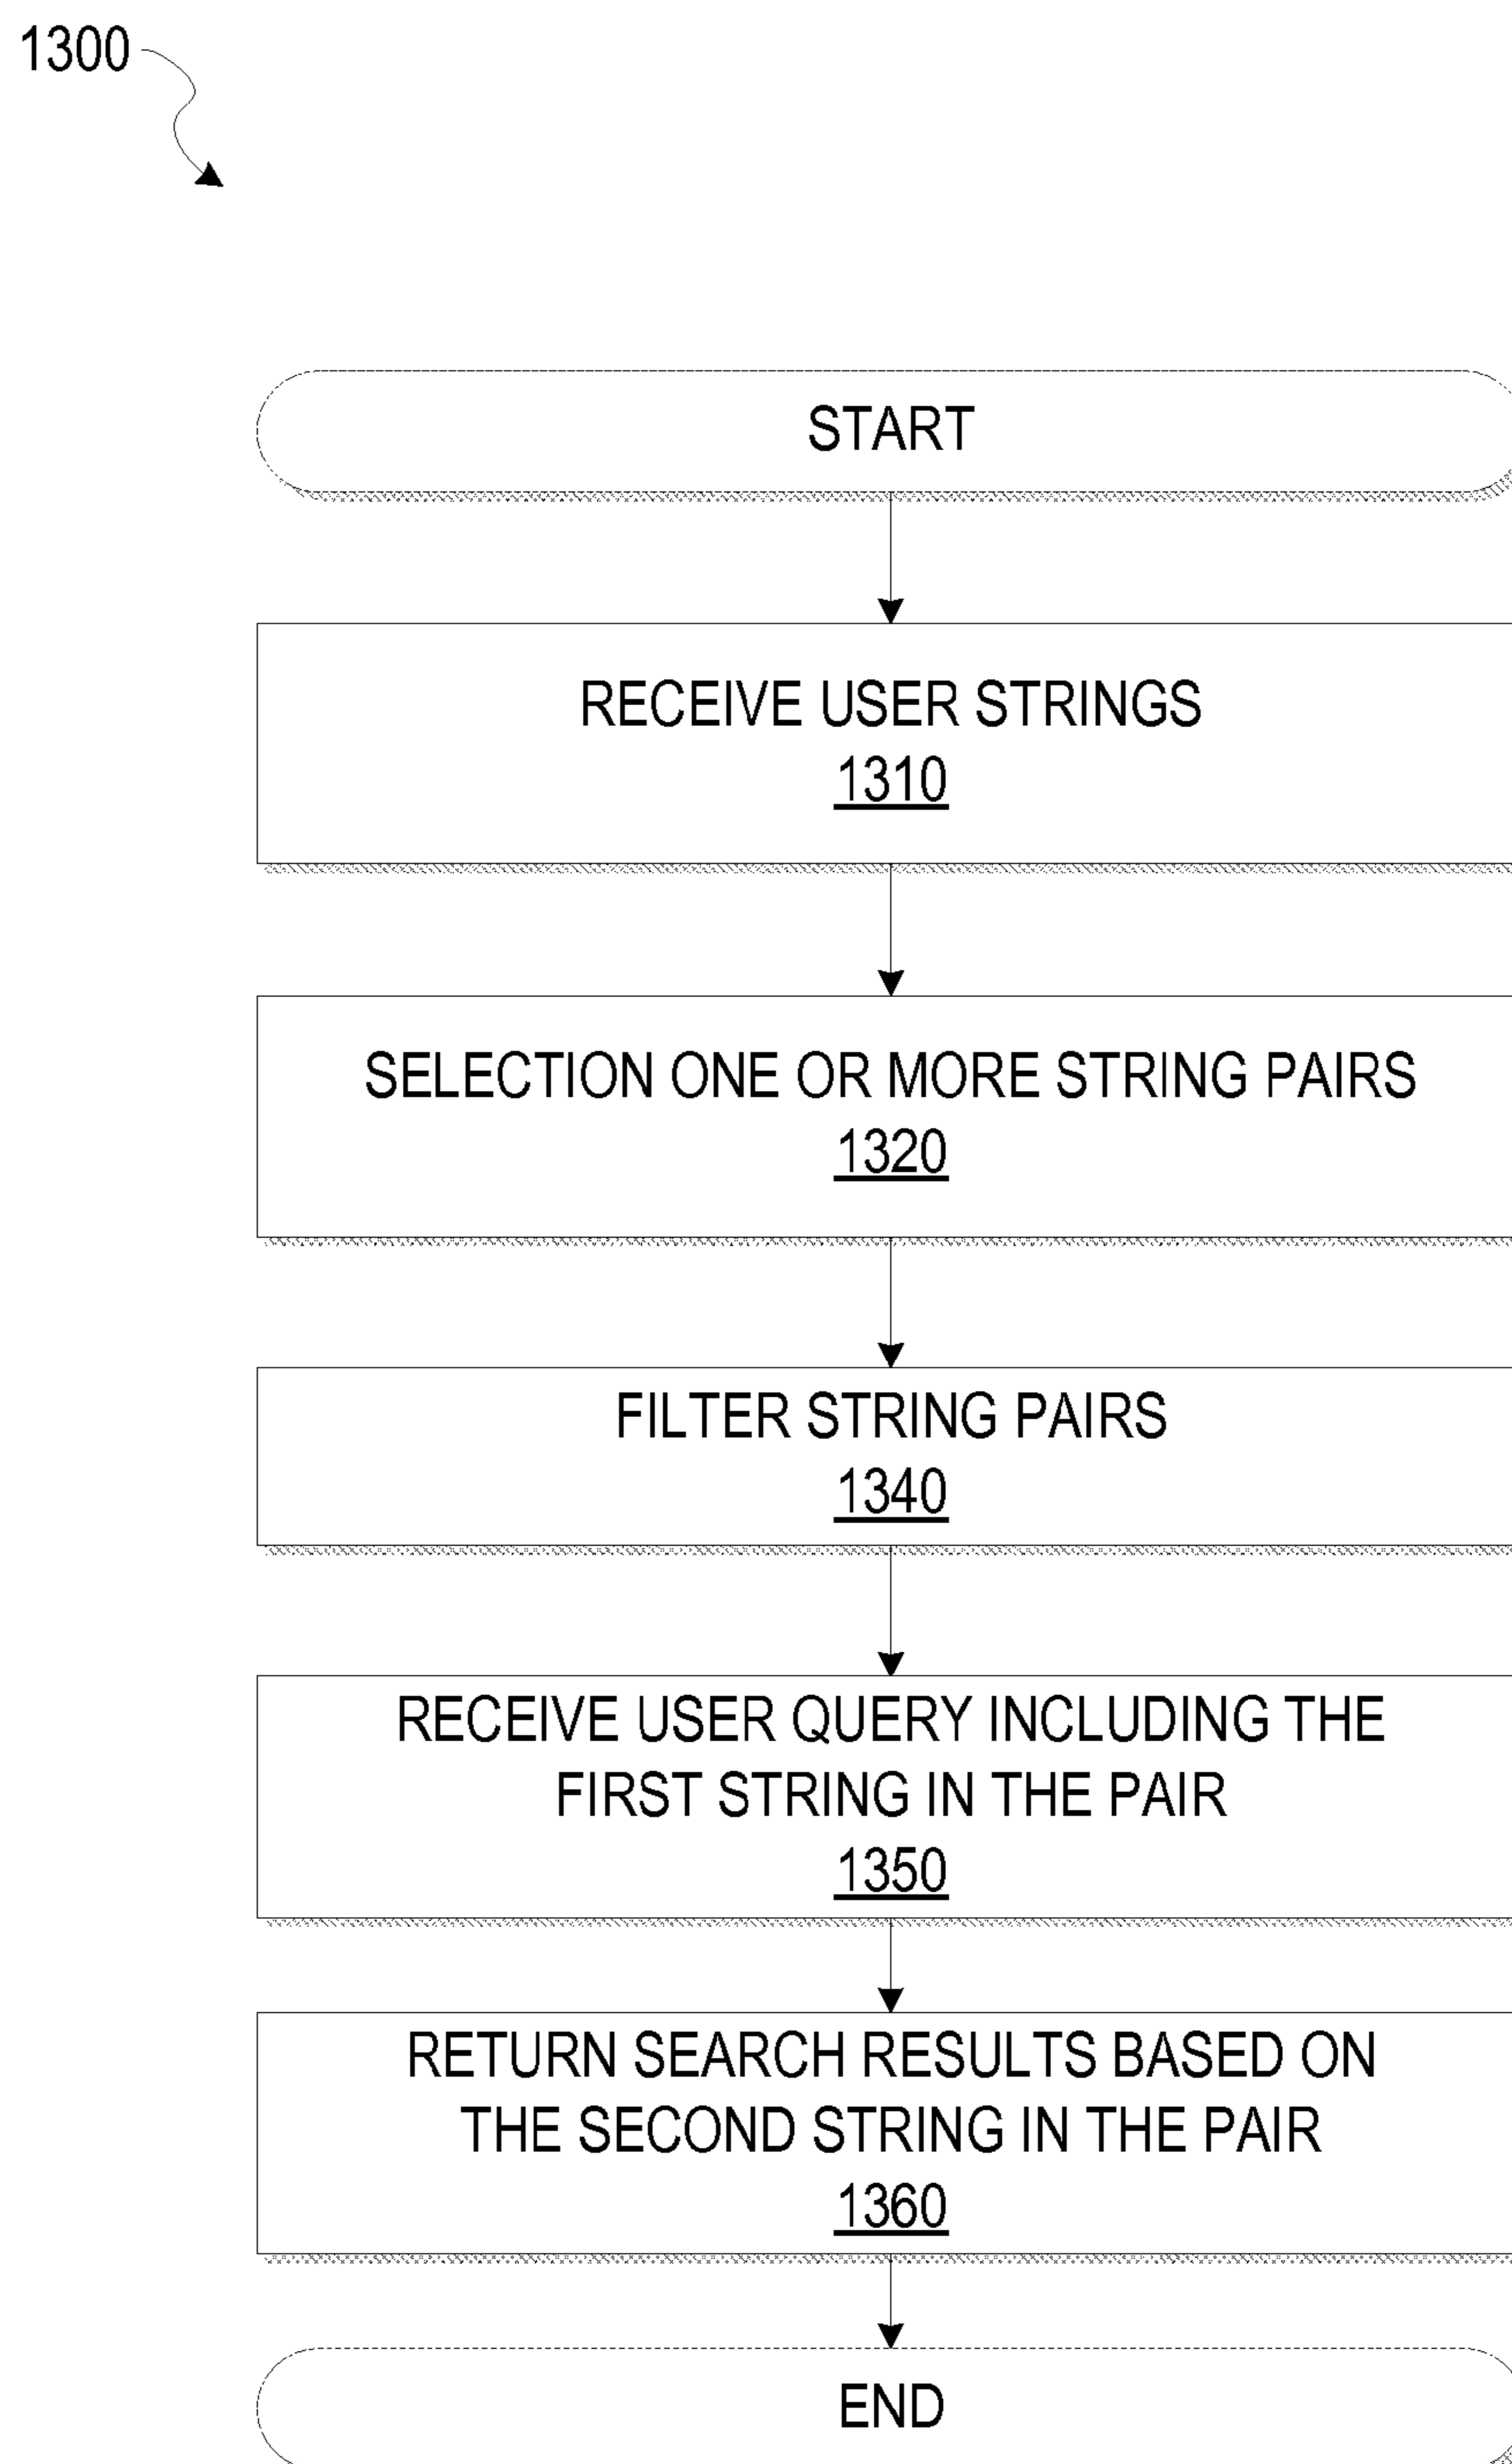 1300
START
RECEIVE USER STRINGS
1310
SELECTION ONE OR MORE STRING PAIRS
1320
FILTER STRING PAIRS
1340
RECEIVE USER QUERY INCLUDING THE
FIRST STRING IN THE PAIR
1350
RETURN SEARCH RESULTS BASED ON
THE SECOND STRING IN THE PAIR
1360
END